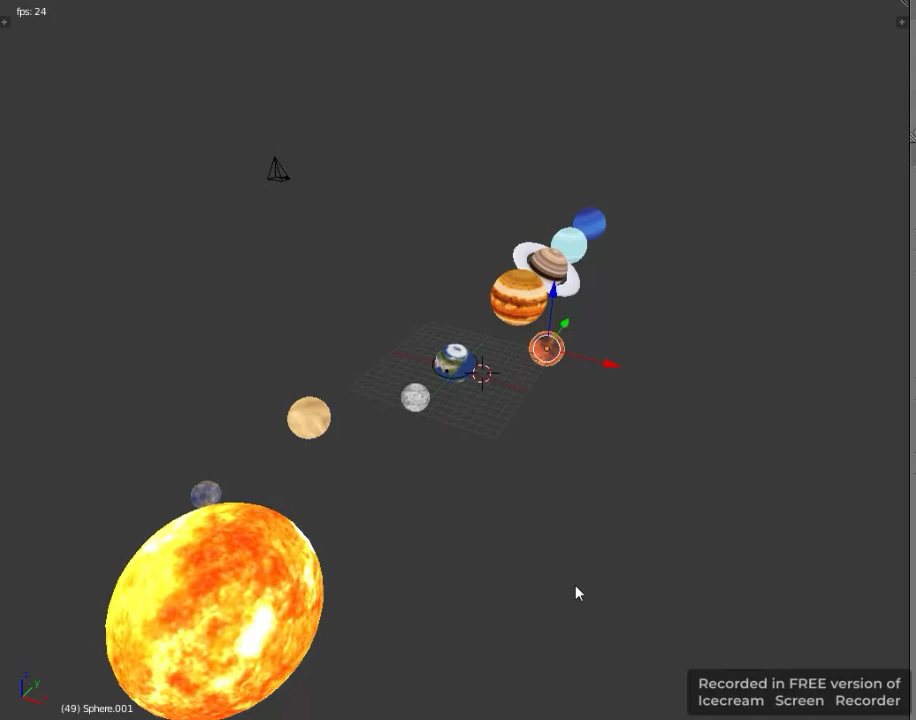 fps: 24
(49) Sphere.001
Recorded in FREE version of
Icecream Screen Recorder